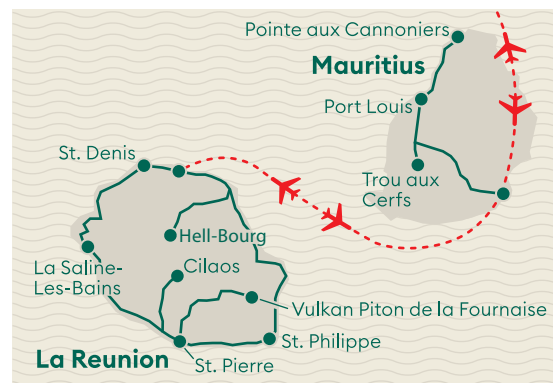 Pointe aux Cannoniers
Mauritius
Port Louis
St. Denis
Trou aux
Cerfs
Hell-Bourg
Cilaos
La Saline-
Les-Bains
Vulkan Piton de la Fournaise
St. Philippe
La Reunion
St. Pierre